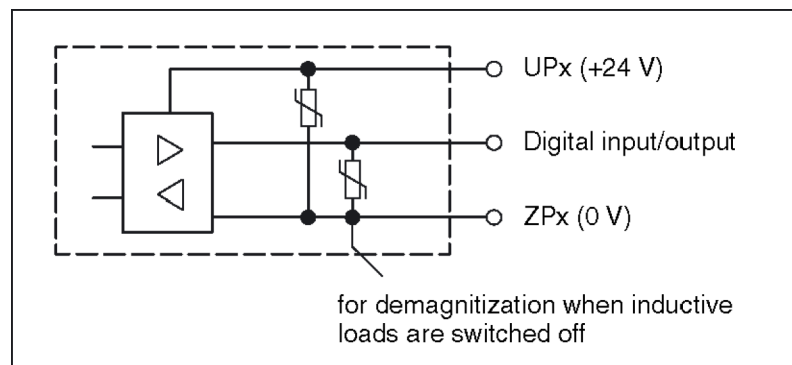 UPx (+24 V)
Digital input/output
ZPx (0 V)
for demagnitization when inductive
loads are switched off